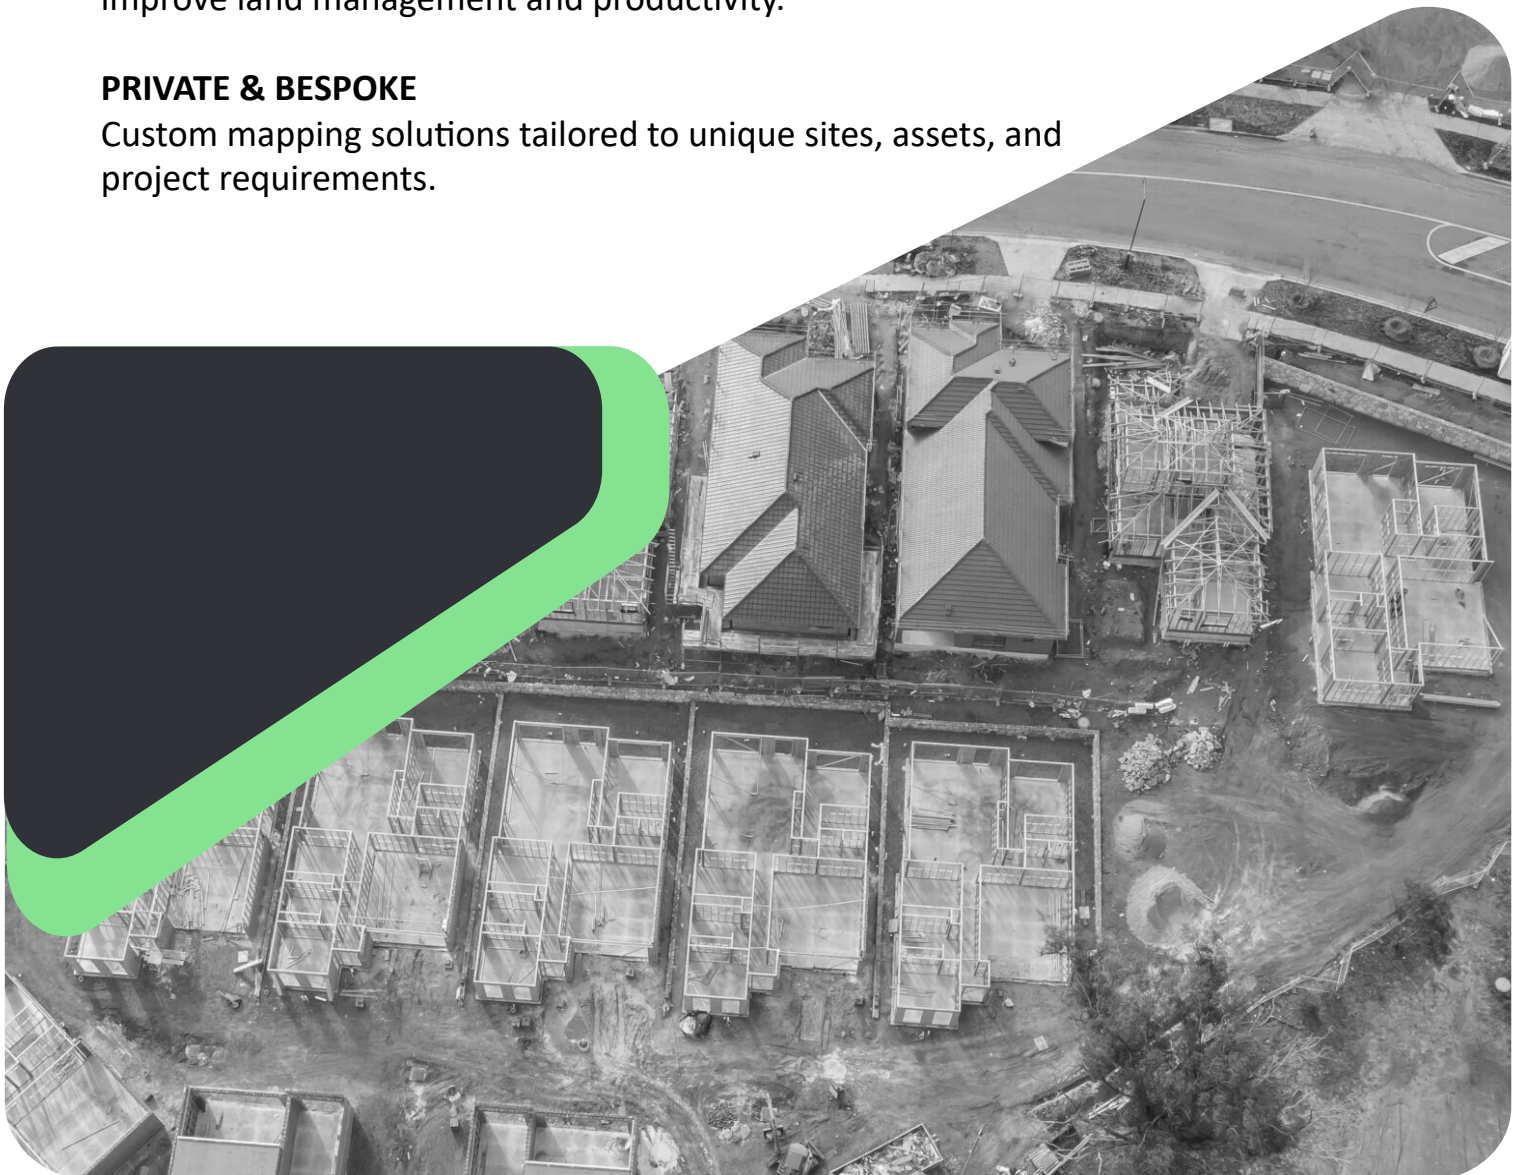 improve land management and productivity.
PRIVATE & BESPOKE
Custom mapping solutions tailored to unique sites, assets, and
project requirements.